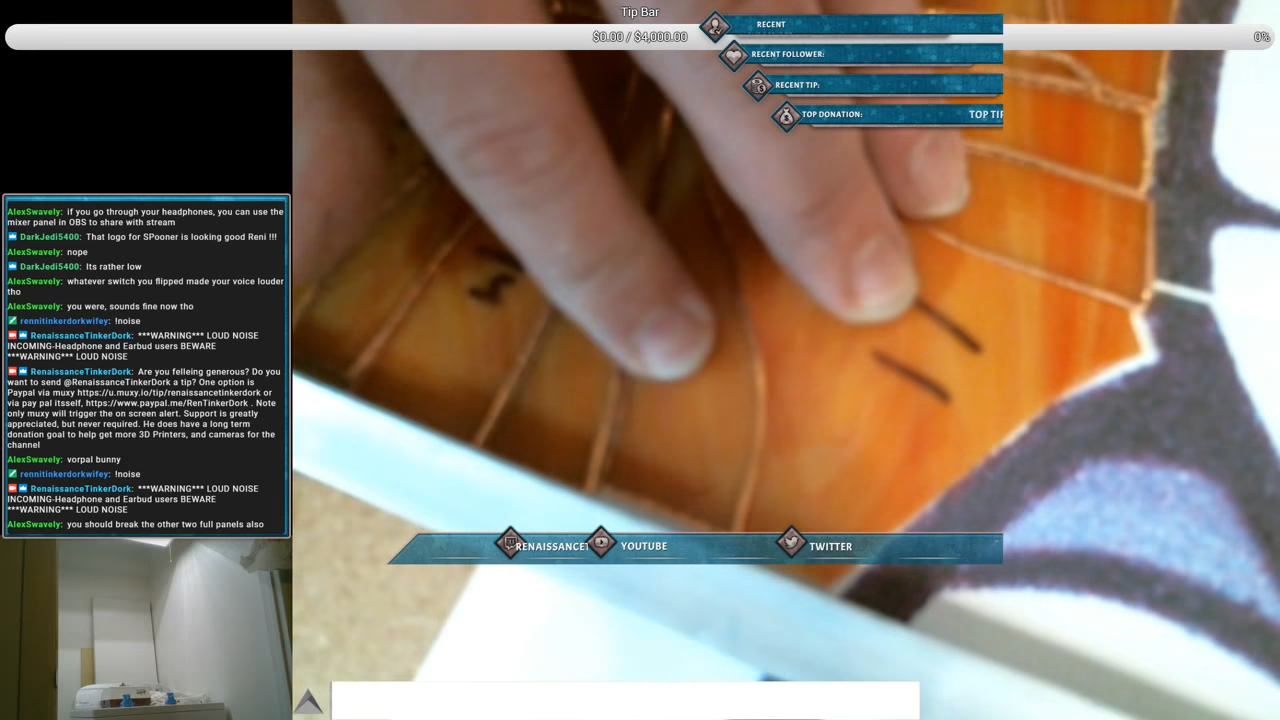 Tip Bar
$0.00 / $4,000.00
0%
RECENT
RECENT FOLLOWER:
RECENT TIP:
TOP DONATION:
TOP TIP
AlexSwavely: if you go through your headphones, you can use the
mixer panel in OBS to share with stream
DarkJedi5400: That logo for SPooner is looking good Reni !!!
AlexSwavely: nope
DarkJedi5400: Its rather low
AlexSwavely: whatever switch you flipped made your voice louder
tho
AlexSwavely: you were, sounds fine now tho
rennitinkerdorkwifey: !noise
RenaissanceTinkerDork: ***WARNING*** LOUD NOISE
INCOMING-Headphone and Earbud users BEWARE
***WARNING*** LOUD NOISE
RenaissanceTinkerDork: Are you felleing generous? Do you
want to send @RenaissanceTinkerDork a tip? One option is
Paypal via muxy https://u.muxy.io/tip/renaissancetinkerdork or
via pay pal itsself, https://www.paypal.me/RenTinkerDork . Note
only muxy will trigger the on screen alert. Support is greatly
appreciated, but never required. He does have a long term
donation goal to help get more 3D Printers, and cameras for the
channel
AlexSwavely: vorpal bunny
rennitinkerdorkwifey: !noise
RenaissanceTinkerDork: ***WARNING*** LOUD NOISE
INCOMING-Headphone and Earbud users BEWARE
***WARNING*** LOUD NOISE
AlexSwavely: you should break the other two full panels also
RENAISSANCET
YOUTUBE
TWITTER